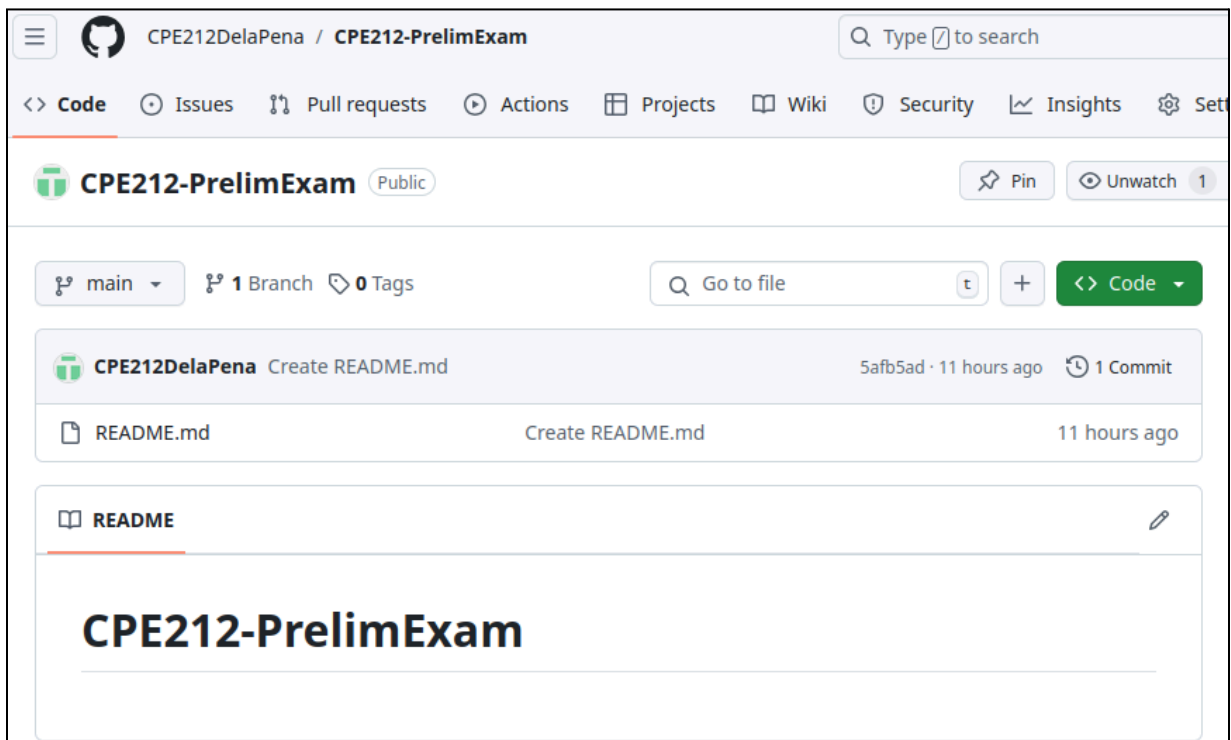 CPE212DelaPena / CPE212-PrelimExam Type / to search
Code Issues Pull requests Actions Projects Wiki Security Insights Sett
CPE212-PrelimExam Public Pin Unwatch 1
main 1 Branch 0 Tags Go to file t + Code
CPE212DelaPena Create README.md 5afb5ad · 11 hours ago 1 Commit
README.md Create README.md 11 hours ago
README
CPE212-PrelimExam